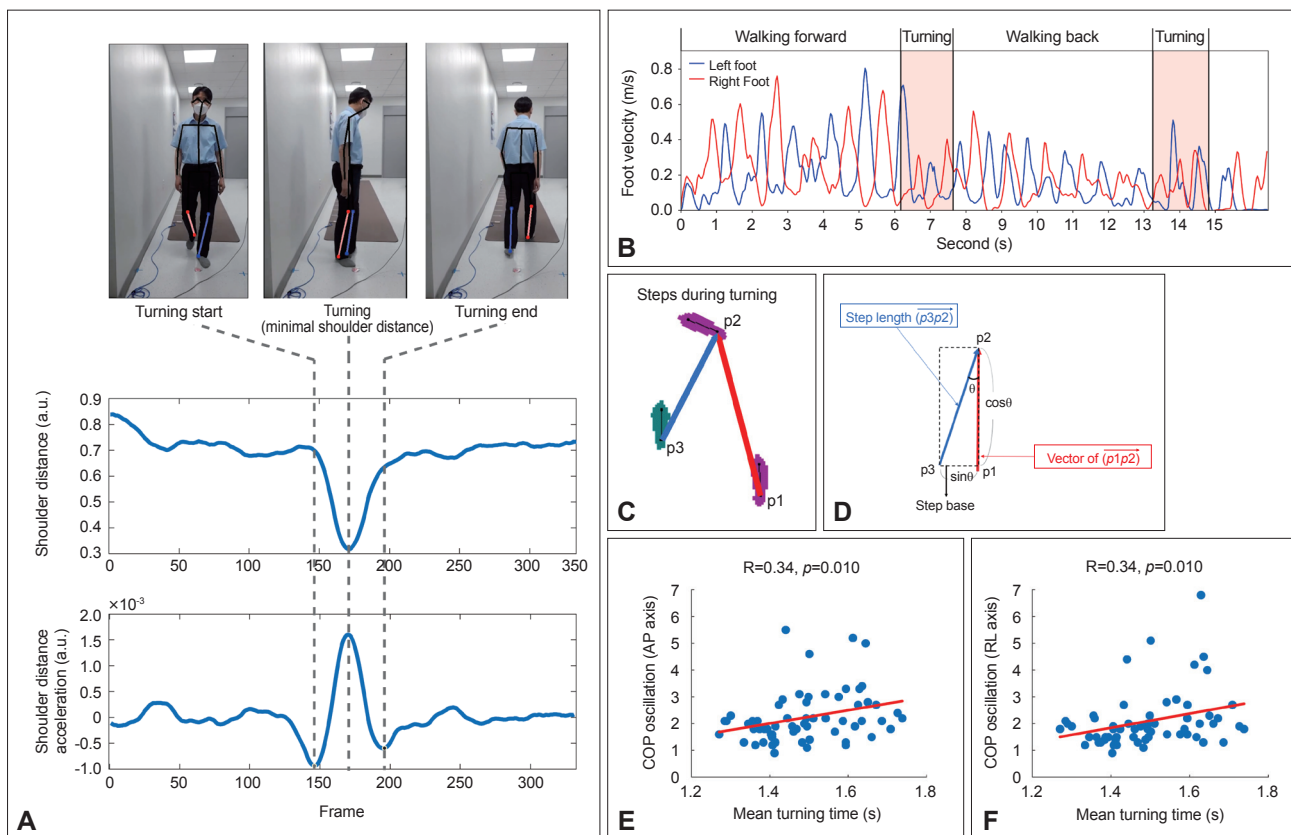 Turning start
Turning
(minimal shoulder distance)
Turning end
Shoulder distance (a.u.)
0.9
0.8
0.7
0.6
0.5
0.4
0.3
0 50 100 150 200 250 300 350
×10⁻³
Shoulder distance
acceleration (a.u.)
2.0
1.5
1.0
0.5
0
-0.5
-1.0
0 50 100 150 200 250 300
Frame
A
Walking forward Turning Walking back Turning
Left foot
Right Foot
Foot velocity (m/s)
0.8
0.6
0.4
0.2
0.0
0 1 2 3 4 5 6 7 8 9 10 11 12 13 14 15
Second (s)
B
Steps during turning
p2
p3
p1
C
Step length (p3p2)
p2
θ
cosθ
Vector of (p1p2)
p3
sinθ
p1
Step base
D
R=0.34, p=0.010
COP oscillation (AP axis)
7
6
5
4
3
2
1
0
1.2 1.4 1.6 1.8
Mean turning time (s)
E
R=0.34, p=0.010
COP oscillation (RL axis)
7
6
5
4
3
2
1
0
1.2 1.4 1.6 1.8
Mean turning time (s)
F